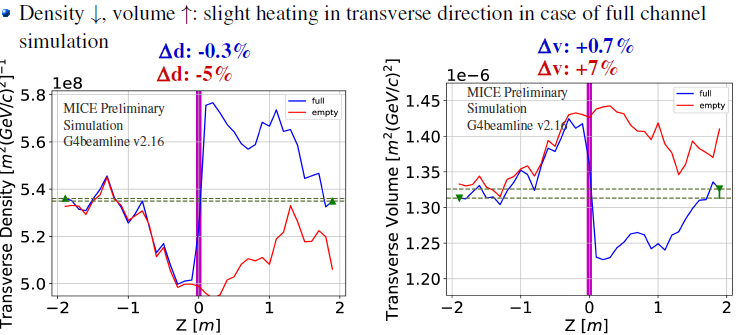 Density ↓, volume ↑: slight heating in transverse direction in case of full channel
simulation
Δd: -0.3%
Δd: -5%
Δv: +0.7%
Δv: +7%
Transverse Density [m²(GeV/c)²]⁻¹
5.8
5.6
5.4
5.2
5.0
1e8
MICE Preliminary
Simulation
G4beamline v2.16
full
empty
−2
−1
0
1
2
Z [m]
Transverse Volume [m²(GeV/c)²]
1.45
1.40
1.35
1.30
1.25
1.20
1e−6
MICE Preliminary
Simulation
G4beamline v2.16
full
empty
−2
−1
0
1
2
Z [m]